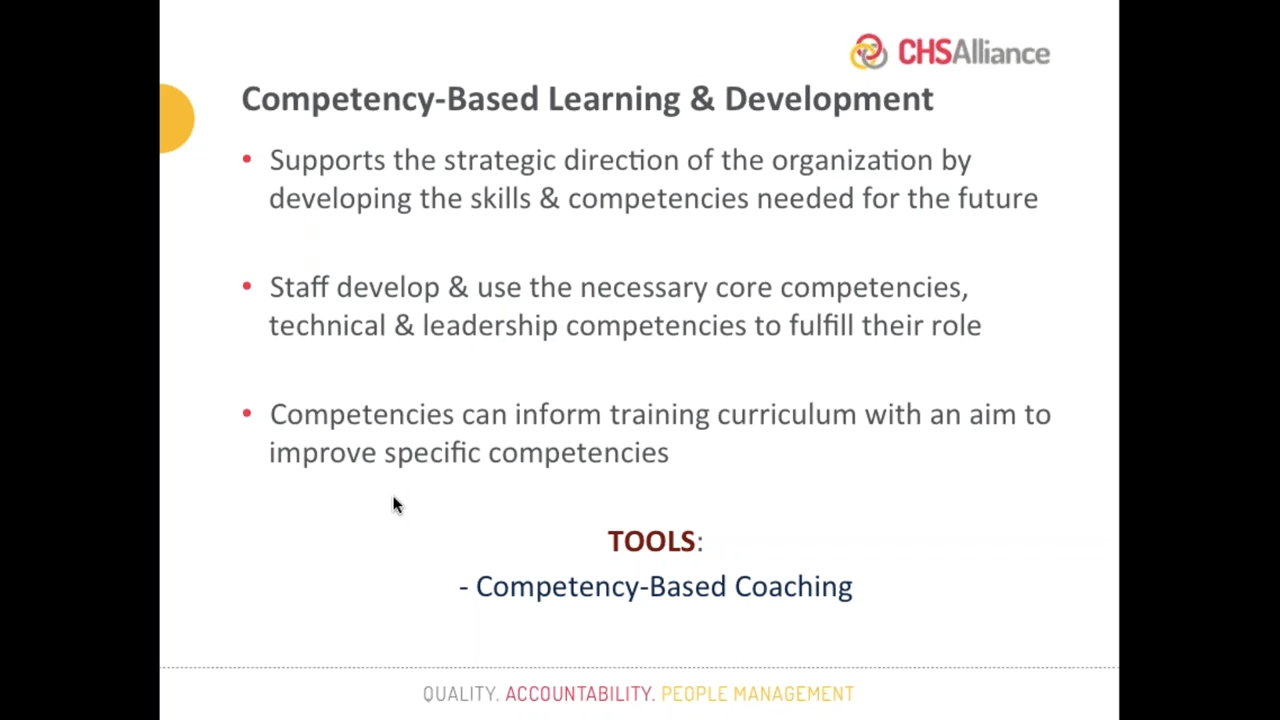 CHSAlliance
Competency-Based Learning & Development
• Supports the strategic direction of the organization by
developing the skills & competencies needed for the future
• Staff develop & use the necessary core competencies,
technical & leadership competencies to fulfill their role
• Competencies can inform training curriculum with an aim to
improve specific competencies
TOOLS:
- Competency-Based Coaching
QUALITY. ACCOUNTABILITY. PEOPLE MANAGEMENT